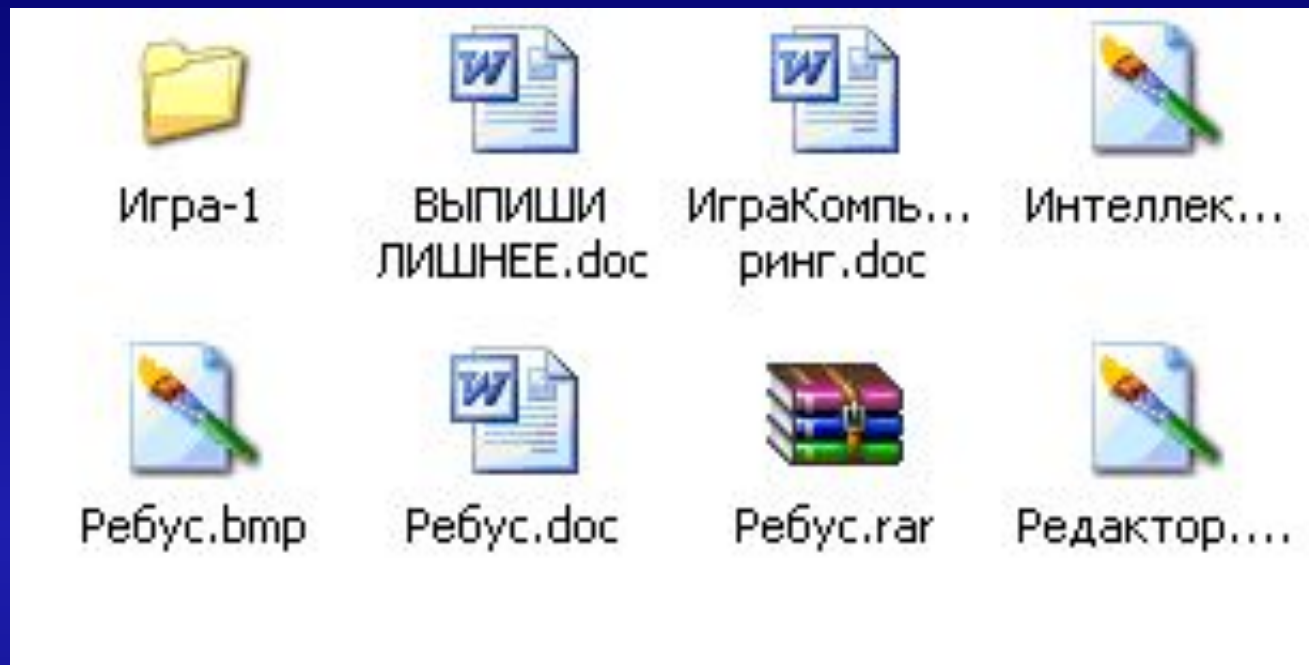 Игра-1
ВЫПИШИ
ЛИШНЕЕ.doc
ИграКомпь...
ринг.doc
Интеллек...
Ребус.bmp
Ребус.doc
Ребус.rar
Редактор....